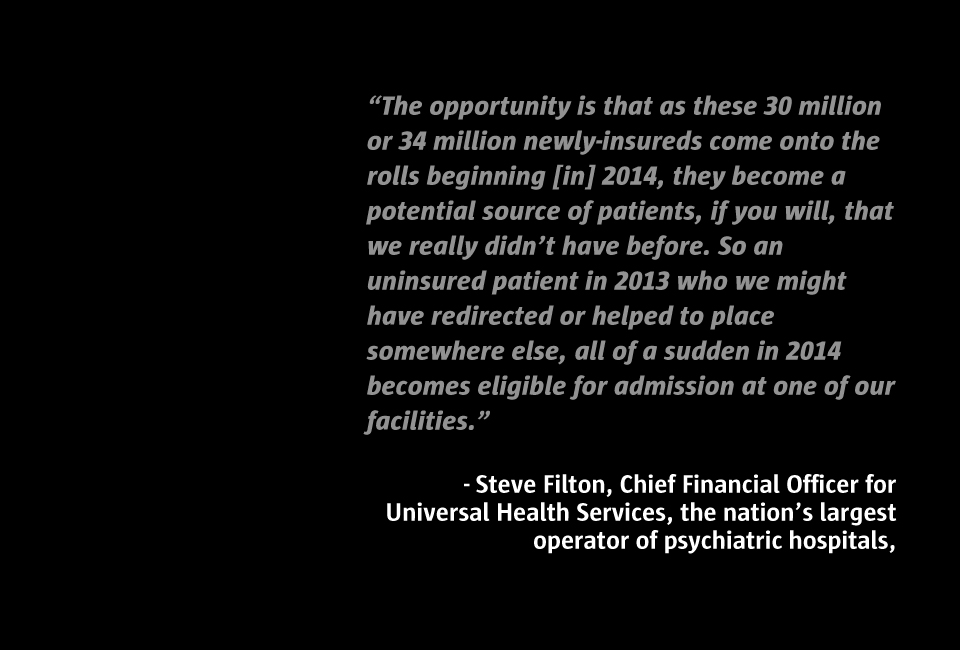 “The opportunity is that as these 30 million
or 34 million newly-insureds come onto the
rolls beginning [in] 2014, they become a
potential source of patients, if you will, that
we really didn’t have before. So an
uninsured patient in 2013 who we might
have redirected or helped to place
somewhere else, all of a sudden in 2014
becomes eligible for admission at one of our
facilities.”
- Steve Filton, Chief Financial Officer for
Universal Health Services, the nation’s largest
operator of psychiatric hospitals,